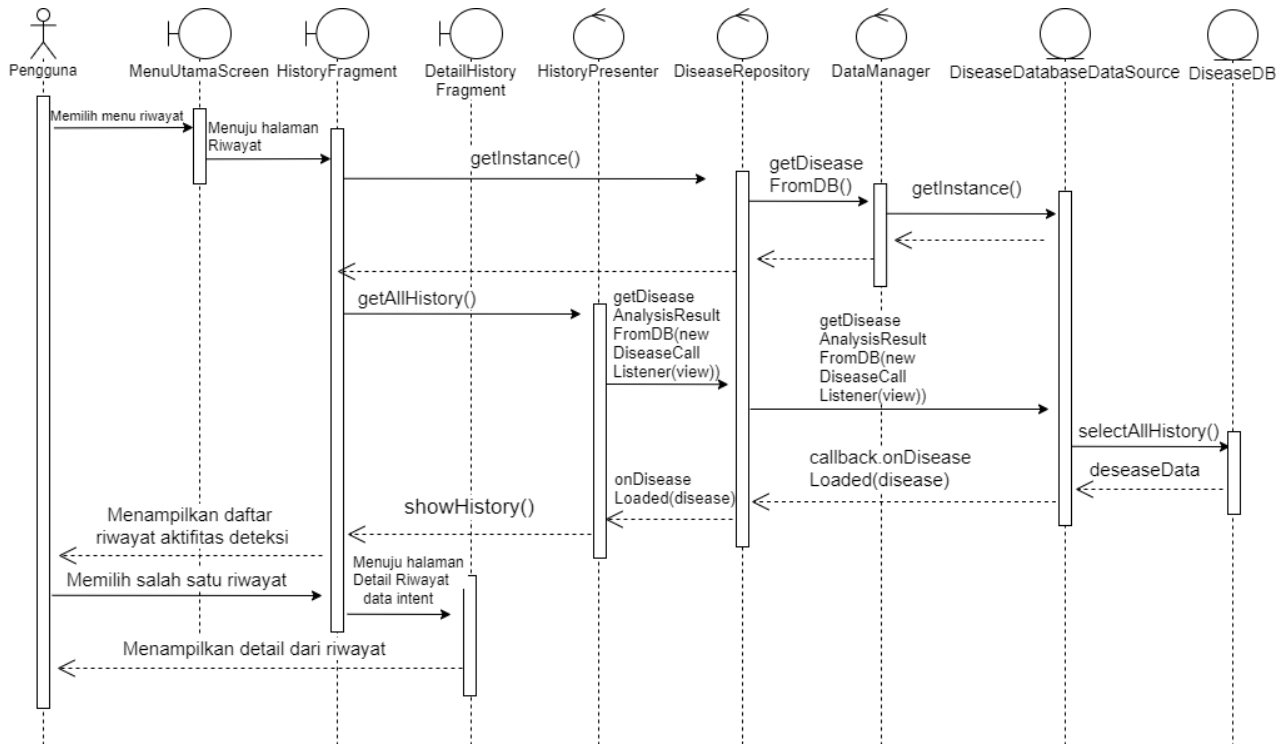 Pengguna
MenuUtamaScreen
HistoryFragment
DetailHistory
Fragment
HistoryPresenter
DiseaseRepository
DataManager
DiseaseDatabaseDataSource
DiseaseDB
Memilih menu riwayat
Menuju halaman
Riwayat
getInstance()
getDisease
FromDB()
getInstance()
getAllHistory()
getDisease
AnalysisResult
FromDB(new
DiseaseCall
Listener(view))
getDisease
AnalysisResult
FromDB(new
DiseaseCall
Listener(view))
selectAllHistory()
deseaseData
callback.onDisease
Loaded(disease)
onDisease
Loaded(disease)
showHistory()
Menampilkan daftar
riwayat aktifitas deteksi
Memilih salah satu riwayat
Menuju halaman
Detail Riwayat
data intent
Menampilkan detail dari riwayat